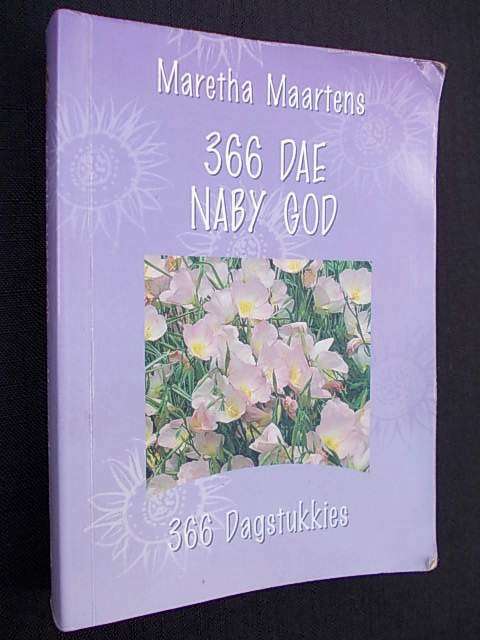 Maretha Maartens
366 DAE
NABY GOD
366 Dagstukkies